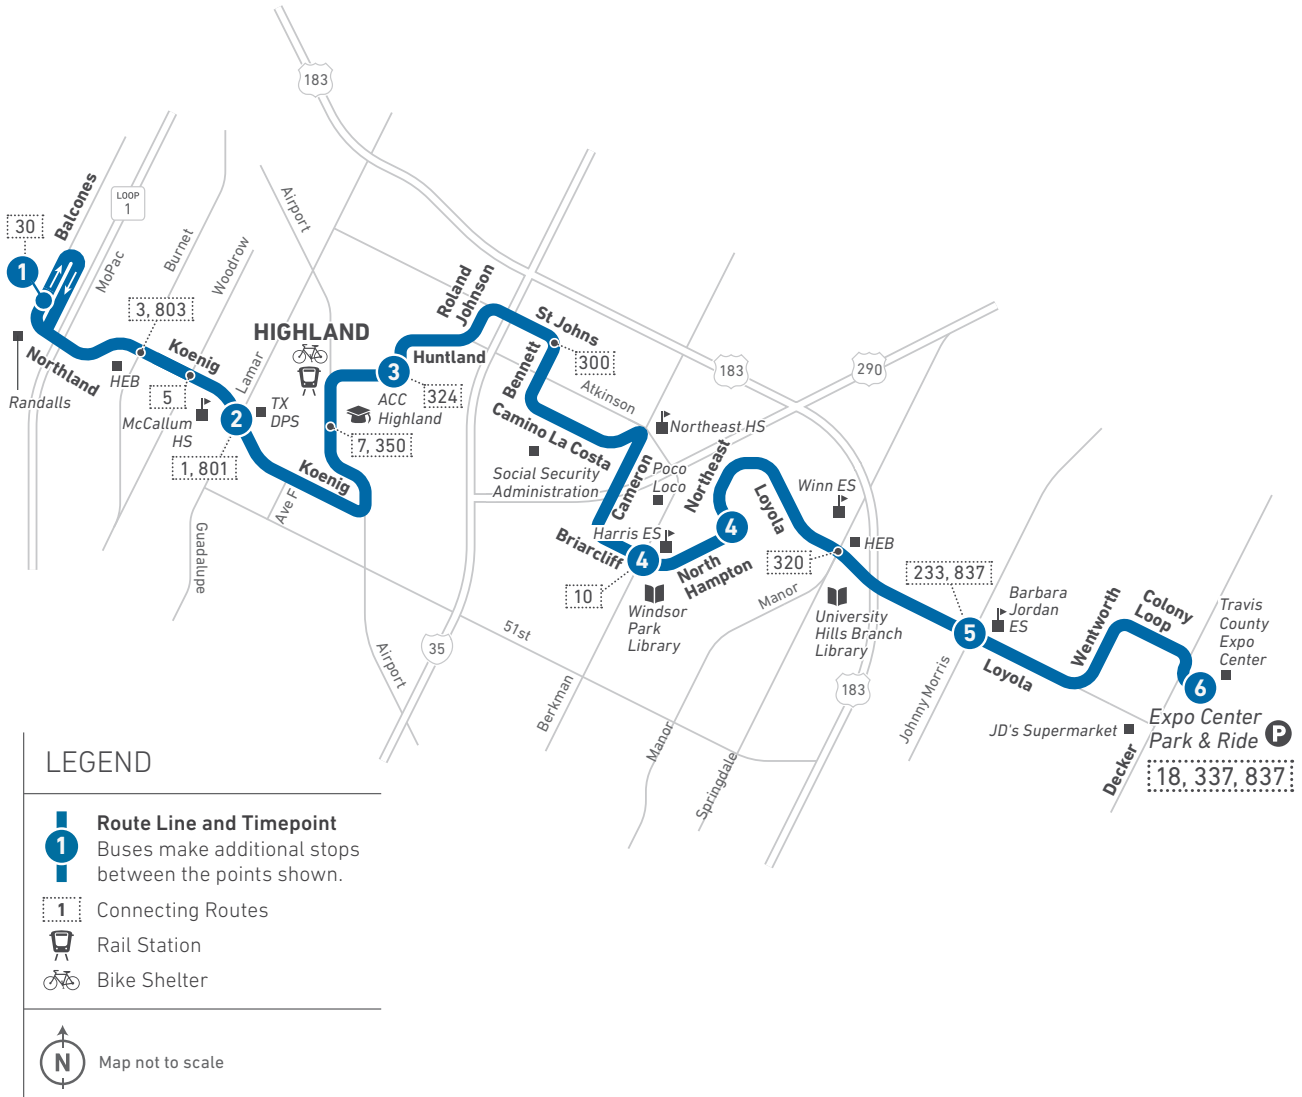 183
LOOP
1
Balcones
30
1
MoPac
Burnet
Woodrow
Airport
3, 803
Northland
Randalls
HEB
Koenig
5
McCallum
HS
Lamar
2
TX
DPS
1, 801
HIGHLAND
3
ACC
Highland
324
7, 350
Koenig
Ave F
Guadalupe
Huntland
Roland
Johnson
St Johns
300
Bennett
Atkinson
Camino La Costa
Social Security
Administration
Northeast HS
Cameron
Poco
Loco
183
290
Northeast
Harris ES
Briarcliff
4
North
Hampton
4
10
Windsor
Park
Library
Loyola
Winn ES
HEB
320
Manor
University
Hills Branch
Library
233, 837
5
Barbara
Jordan
ES
Loyola
Wentworth
Colony
Loop
Travis
County
Expo
Center
6
Expo Center
Park & Ride P
18, 337, 837
JD's Supermarket
Decker
Johnny Morris
183
51st
35
Airport
Berkman
Manor
Springdale
LEGEND
Route Line and Timepoint
1
Buses make additional stops
between the points shown.
1 Connecting Routes
Rail Station
Bike Shelter
N Map not to scale